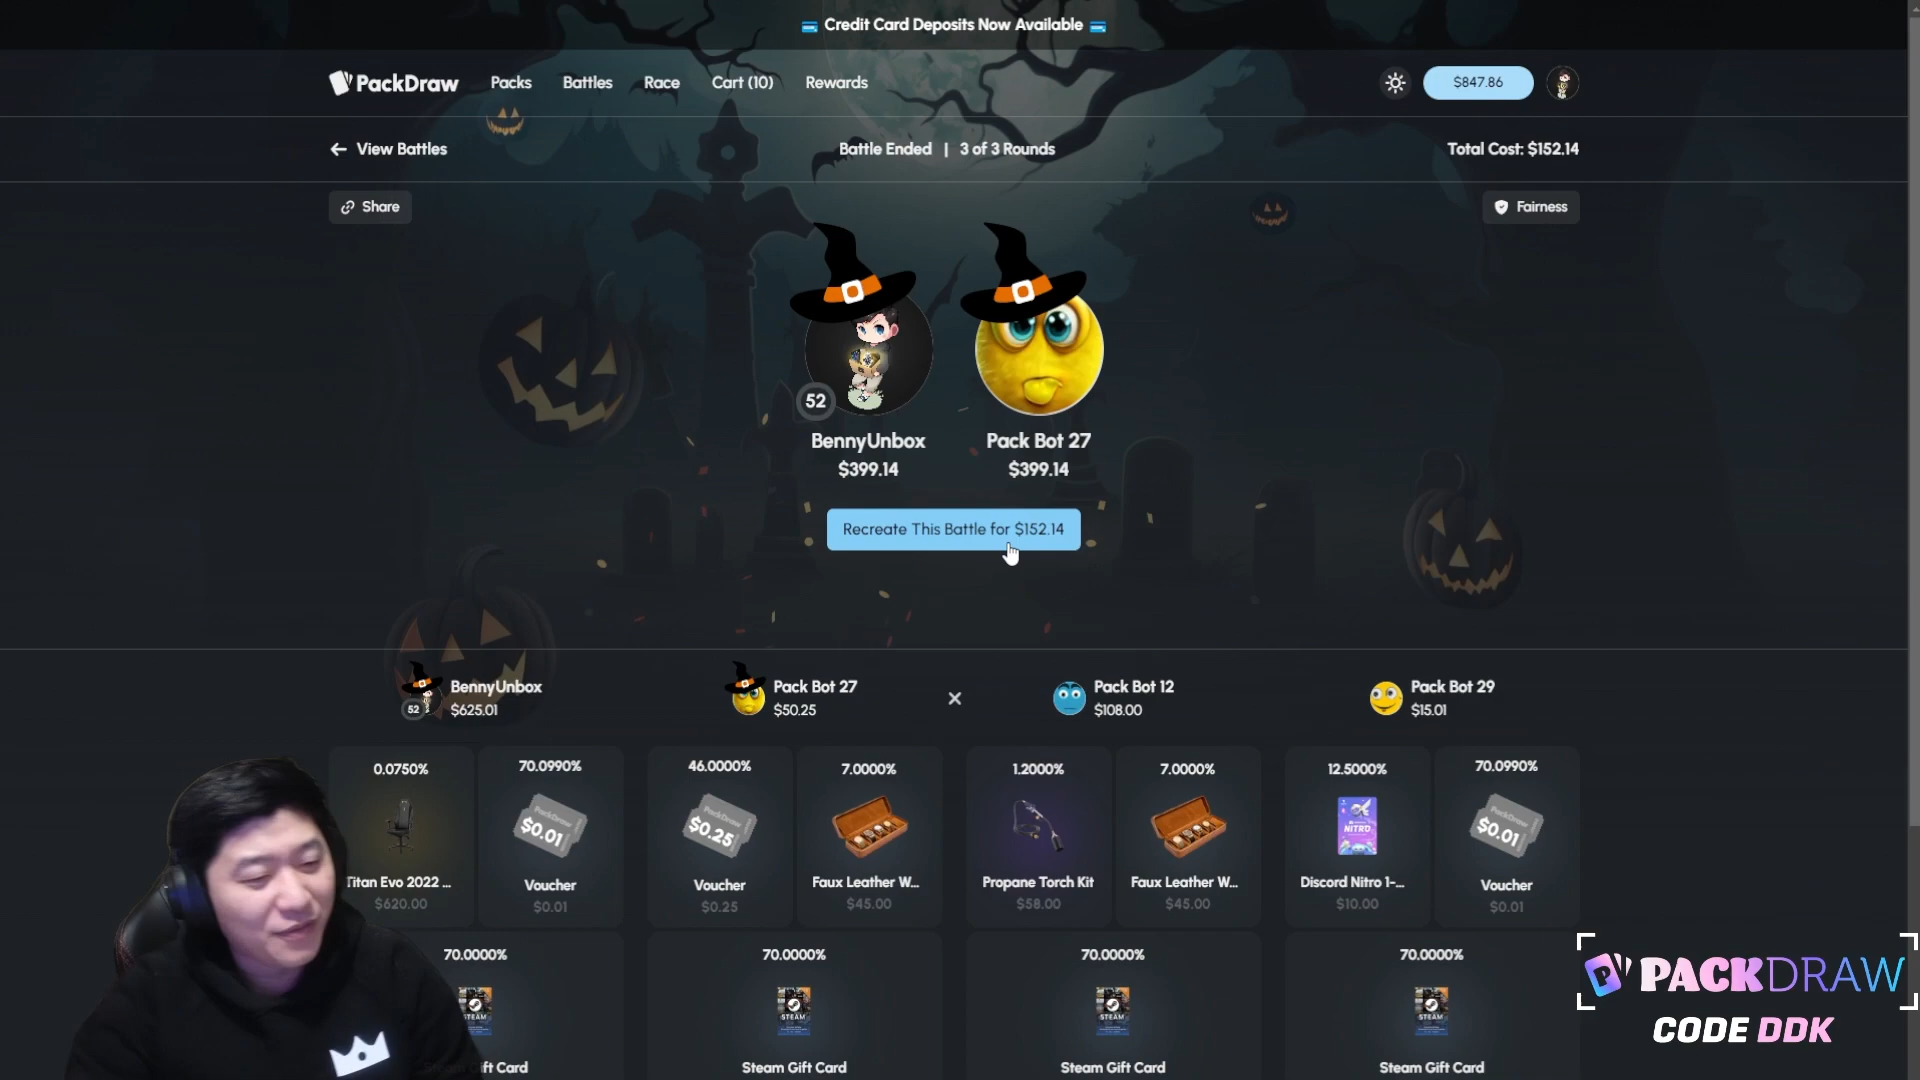 Credit Card Deposits Now Available
PackDraw Packs Battles Race Cart (10) Rewards $847.86
View Battles Battle Ended | 3 of 3 Rounds Total Cost: $152.14
Share Fairness
52
BennyUnbox Pack Bot 27
$399.14 $399.14
Recreate This Battle for $152.14
BennyUnbox Pack Bot 27 Pack Bot 12 Pack Bot 29
52 $625.01 $50.25 $108.00 $15.01
0.0750% 70.0990% 46.0000% 7.0000% 1.2000% 7.0000% 12.5000% 70.0990%
PackDraw $0.01 PackDraw $0.25 NITRO PackDraw $0.01
Titan Evo 2022 ... Voucher Voucher Faux Leather W... Propane Torch Kit Faux Leather W... Discord Nitro 1-... Voucher
$620.00 $0.01 $0.25 $45.00 $58.00 $45.00 $10.00 $0.01
70.0000% 70.0000% 70.0000% 70.0000%
STEAM STEAM STEAM STEAM
ift Card Steam Gift Card Steam Gift Card Steam Gift Card
P PACKDRAW
CODE DDK